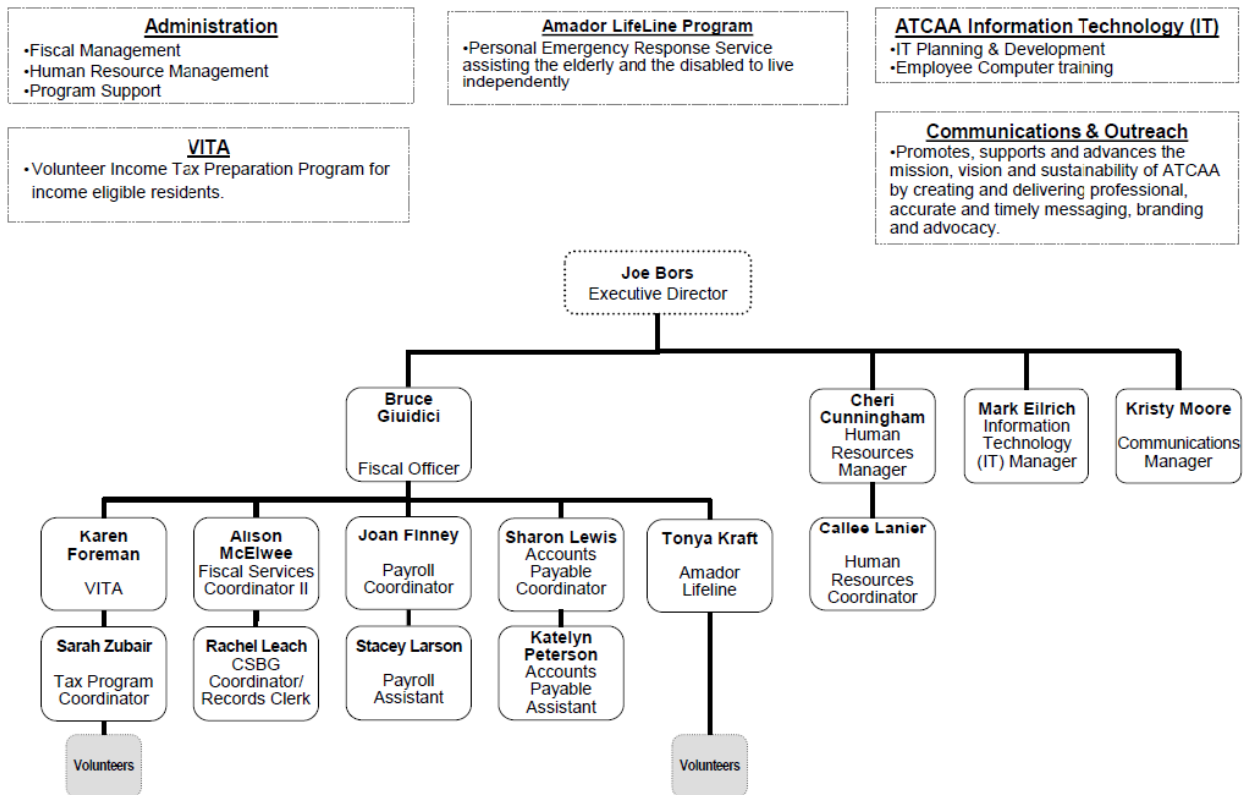 Administration
•Fiscal Management
•Human Resource Management
•Program Support
Amador LifeLine Program
•Personal Emergency Response Service
assisting the elderly and the disabled to live
independently
ATCAA Information Technology (IT)
•IT Planning & Development
•Employee Computer training
VITA
•Volunteer Income Tax Preparation Program for
income eligible residents.
Communications & Outreach
•Promotes, supports and advances the
mission, vision and sustainability of ATCAA
by creating and delivering professional,
accurate and timely messaging, branding
and advocacy.
Joe Bors
Executive Director
Bruce
Giuidici
Fiscal Officer
Cheri
Cunningham
Human
Resources
Manager
Mark Eilrich
Information
Technology
(IT) Manager
Kristy Moore
Communications
Manager
Karen
Foreman
VITA
Alison
McElwee
Fiscal Services
Coordinator II
Joan Finney
Payroll
Coordinator
Sharon Lewis
Accounts
Payable
Coordinator
Tonya Kraft
Amador
Lifeline
Callee Lanier
Human
Resources
Coordinator
Sarah Zubair
Tax Program
Coordinator
Rachel Leach
CSBG
Coordinator/
Records Clerk
Stacey Larson
Payroll
Assistant
Katelyn
Peterson
Accounts
Payable
Assistant
Volunteers
Volunteers